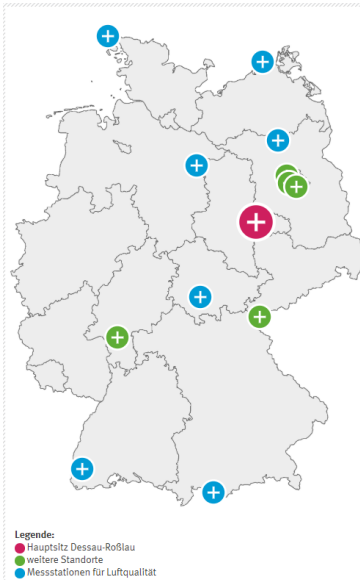 Legende:
Hauptsitz Dessau-Roßlau
weitere Standorte
Messstationen für Luftqualität